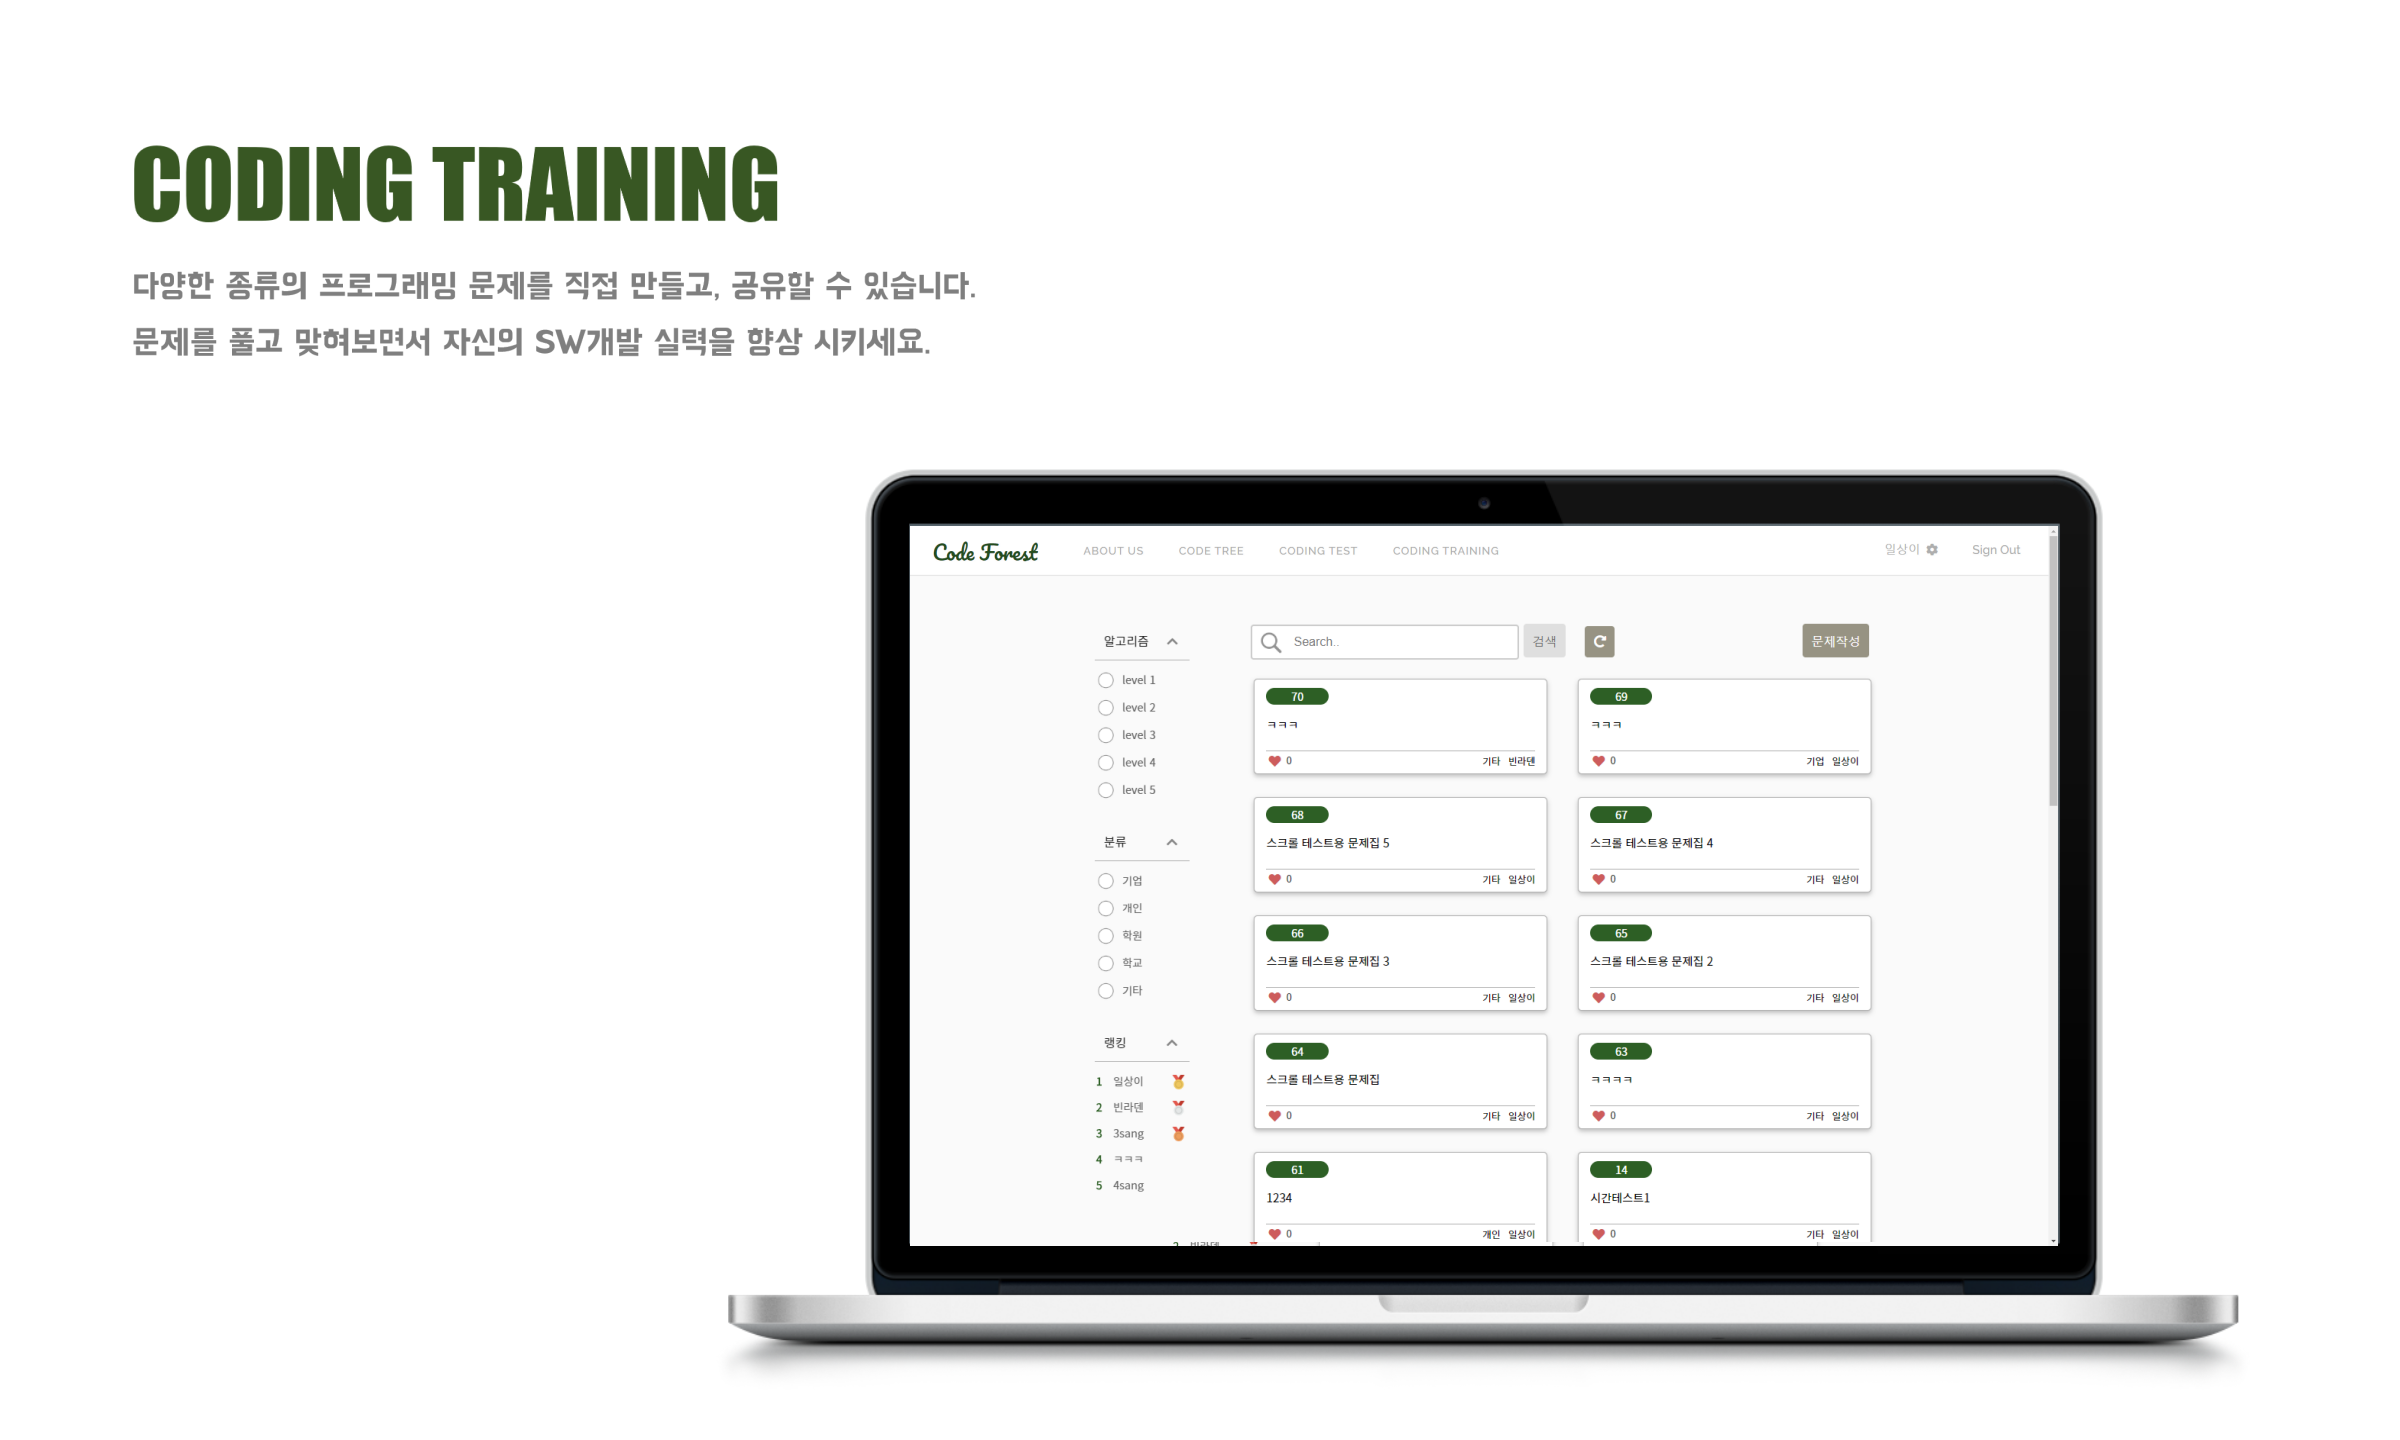 CODING TRAINING
다양한 종류의 프로그래밍 문제를 직접 만들고, 공유할 수 있습니다.
문제를 풀고 맞혀보면서 자신의 SW개발 실력을 향상 시키세요.
Code Forest ABOUT US CODE TREE CODING TEST CODING TRAINING 일상이 Sign Out
알고리즘
level 1
level 2
level 3
level 4
level 5
분류
기업
개인
학원
학교
기타
랭킹
1 일상이
2 빈라덴
3 3sang
4 ㅋㅋㅋ
5 4sang
Search.. 검색 문제작성
70
ㅋㅋㅋ
0 기타 빈라덴
69
ㅋㅋㅋ
0 기업 일상이
68
스크롤 테스트용 문제집 5
0 기타 일상이
67
스크롤 테스트용 문제집 4
0 기타 일상이
66
스크롤 테스트용 문제집 3
0 기타 일상이
65
스크롤 테스트용 문제집 2
0 기타 일상이
64
스크롤 테스트용 문제집
0 기타 일상이
63
ㅋㅋㅋㅋ
0 기타 일상이
61
1234
0 개인 일상이
14
시간테스트1
0 기타 일상이